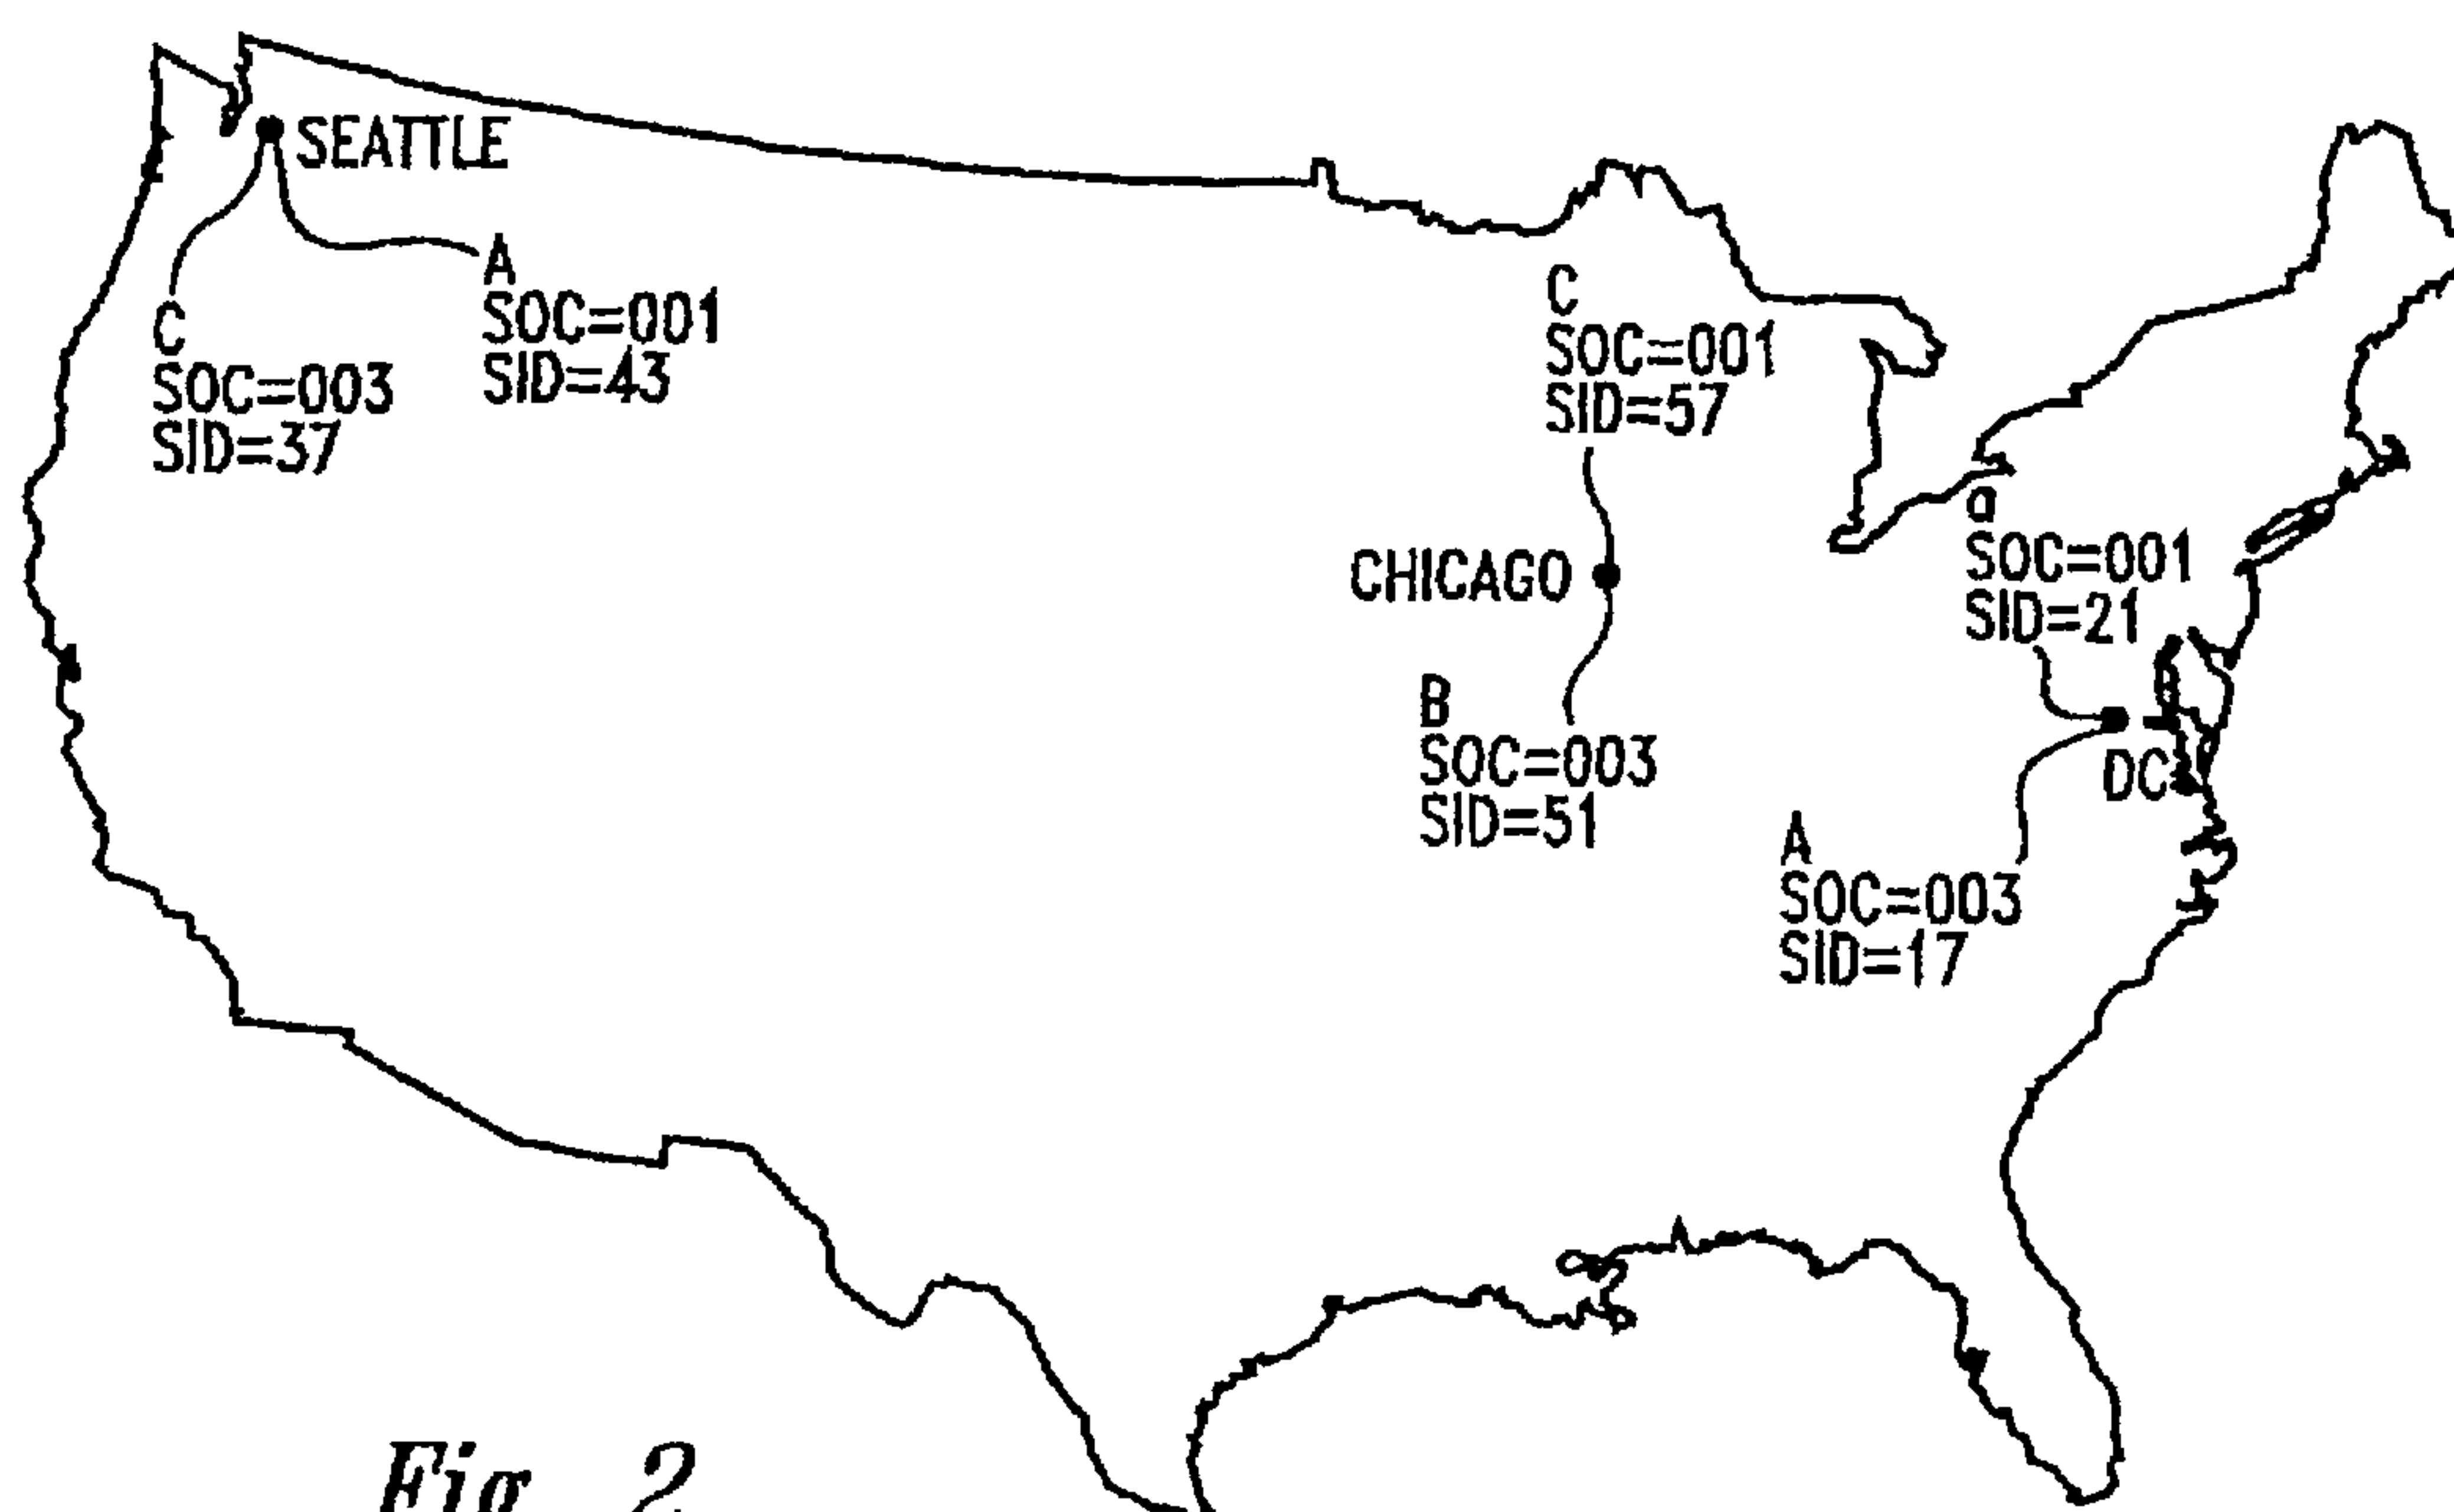 SEATTLE
A
SOC=001
SID=43
C
SOC=003
SID=37
C
SOC=001
SID=57
CHICAGO
B
SOC=003
SID=51
a
SOC=001
SID=21
DC
A
SOC=003
SID=17
Fig. 2